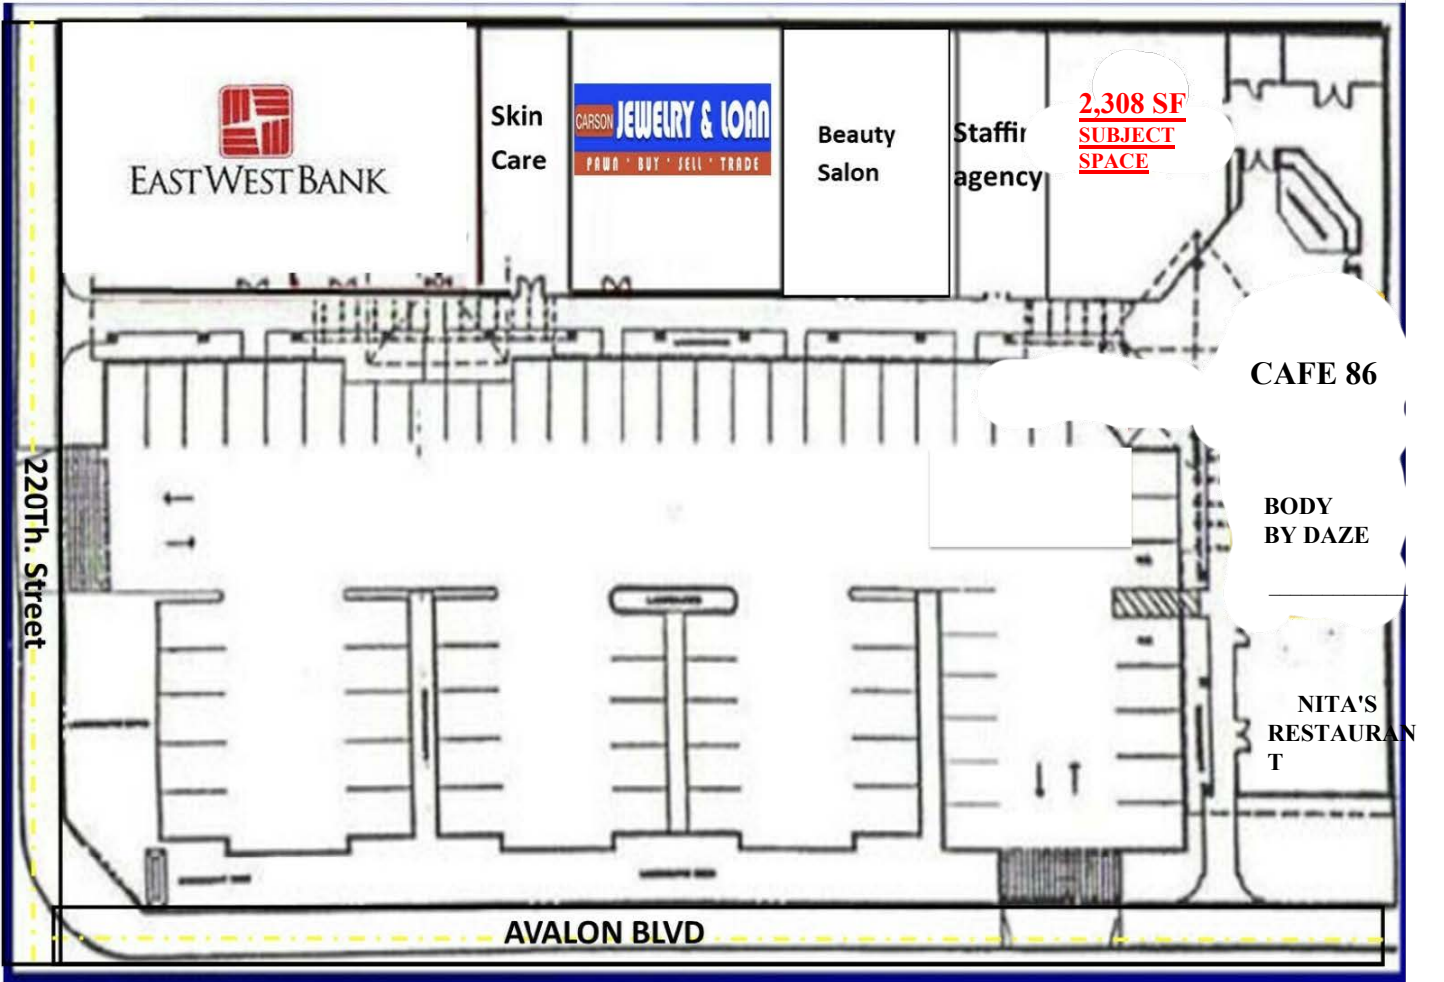 EAST WEST BANK
Skin
Care
CARSON JEWELRY & LOAN
PAWN ' BUY ' SELL ' TRADE
Beauty
Salon
Staffin
agency
2,308 SF
SUBJECT
SPACE
CAFE 86
BODY
BY DAZE
NITA'S
RESTAURAN
T
220Th. Street
AVALON BLVD